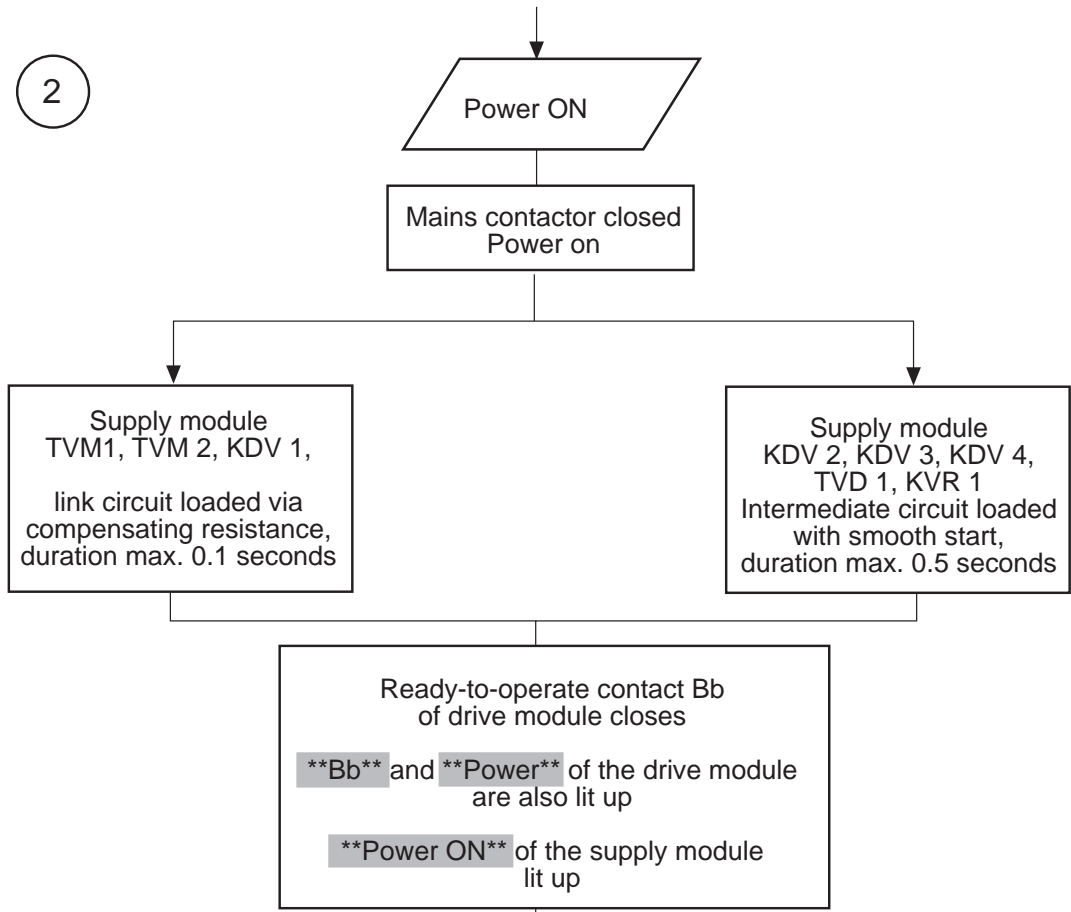 2
Power ON
Mains contactor closed
Power on
Supply module
TVM1, TVM 2, KDV 1,
link circuit loaded via
compensating resistance,
duration max. 0.1 seconds
Supply module
KDV 2, KDV 3, KDV 4,
TVD 1, KVR 1
Intermediate circuit loaded
with smooth start,
duration max. 0.5 seconds
Ready-to-operate contact Bb
of drive module closes
**Bb** and **Power** of the drive module
are also lit up
**Power ON** of the supply module
lit up